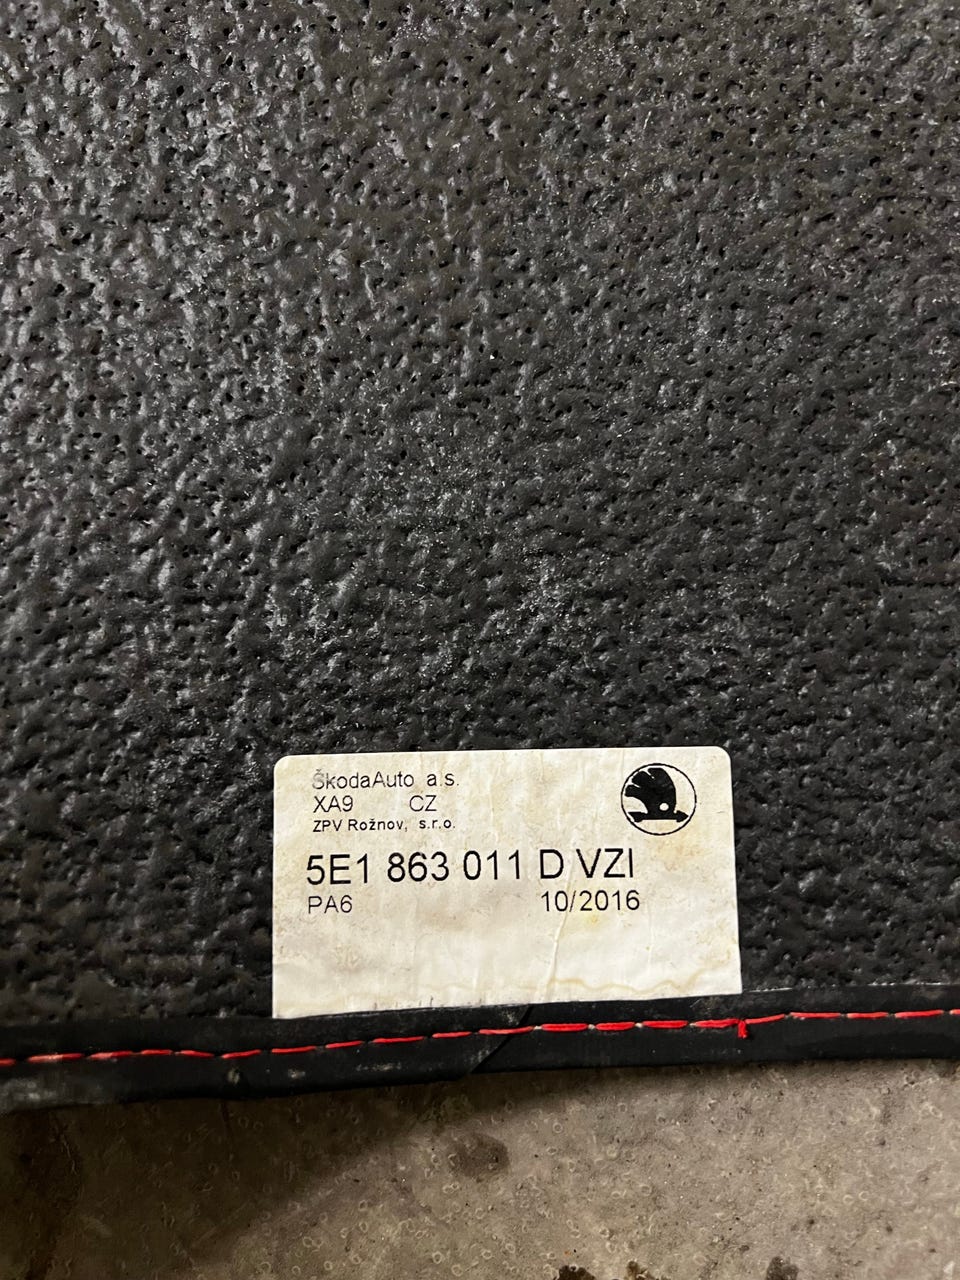 ŠkodaAuto a.s.
XA9 CZ
ZPV Rožnov, s.r.o.
5E1 863 011 D VZI
PA6 10/2016